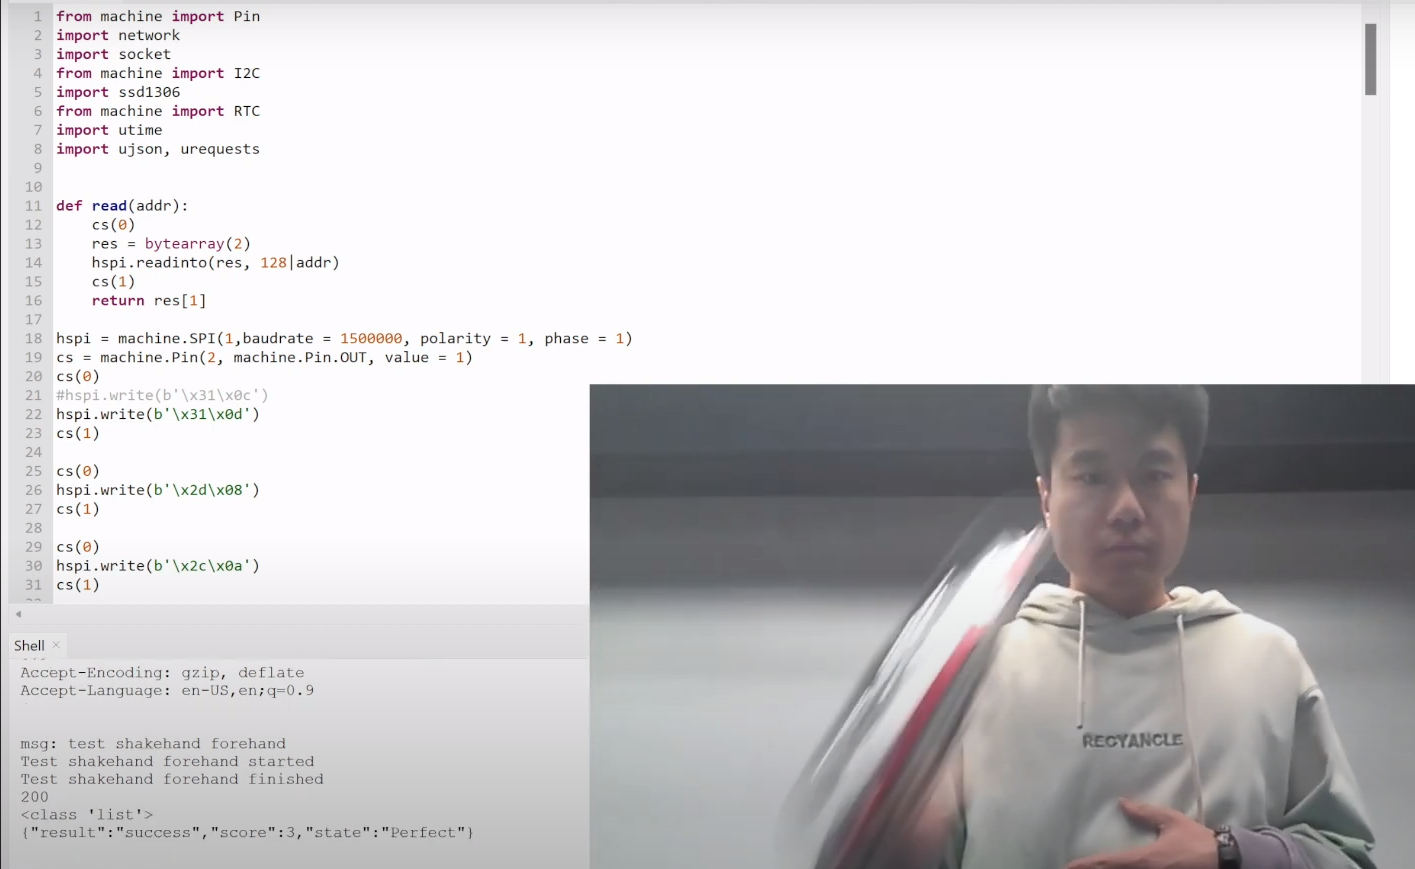 1 from machine import Pin
2 import network
3 import socket
4 from machine import I2C
5 import ssd1306
6 from machine import RTC
7 import utime
8 import ujson, urequests
9
10
11 def read(addr):
12 cs(0)
13 res = bytearray(2)
14 hspi.readinto(res, 128|addr)
15 cs(1)
16 return res[1]
17
18 hspi = machine.SPI(1,baudrate = 1500000, polarity = 1, phase = 1)
19 cs = machine.Pin(2, machine.Pin.OUT, value = 1)
20 cs(0)
21 #hspi.write(b'\x31\x0c')
22 hspi.write(b'\x31\x0d')
23 cs(1)
24
25 cs(0)
26 hspi.write(b'\x2d\x08')
27 cs(1)
28
29 cs(0)
30 hspi.write(b'\x2c\x0a')
31 cs(1)
Shell ×
Accept-Encoding: gzip, deflate
Accept-Language: en-US,en;q=0.9
msg: test shakehand forehand
Test shakehand forehand started
Test shakehand forehand finished
200
<class 'list'>
{"result":"success","score":3,"state":"Perfect"}
RECYANCLE